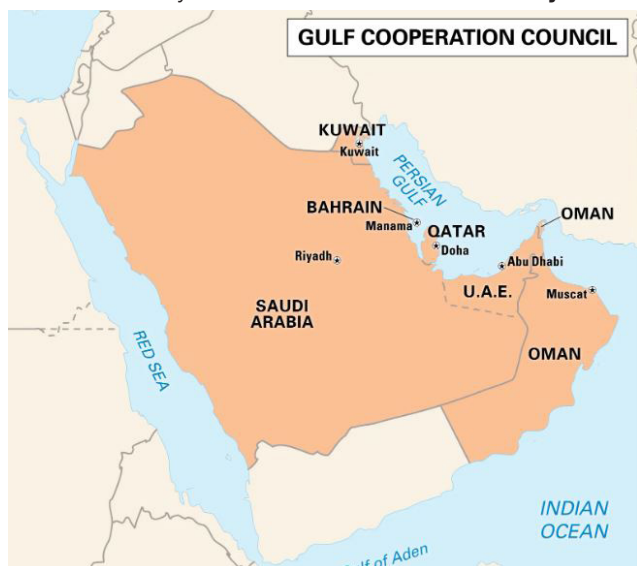 GULF COOPERATION COUNCIL
KUWAIT
Kuwait
PERSIAN
GULF
BAHRAIN
Manama
QATAR
Doha
OMAN
Abu Dhabi
Riyadh
U.A.E.
Muscat
SAUDI
ARABIA
OMAN
RED SEA
INDIAN
OCEAN
of Aden